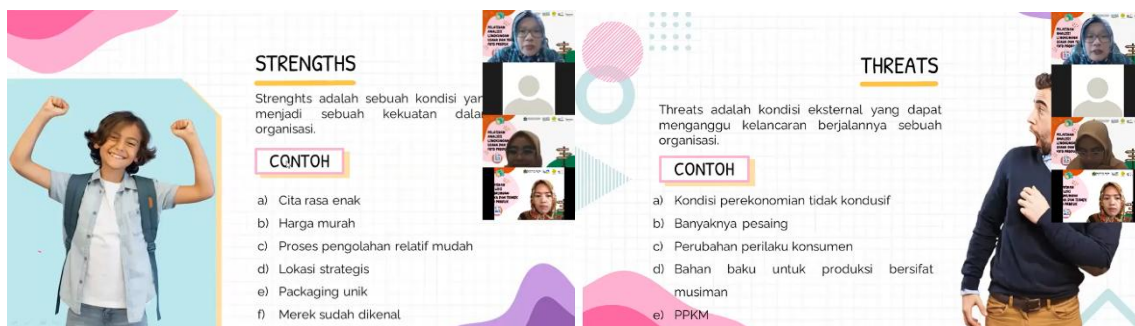 STRENGTHS
Strenghts adalah sebuah kondisi yan
menjadi sebuah kekuatan dala
organisasi.
CONTOH
a) Cita rasa enak
b) Harga murah
c) Proses pengolahan relatif mudah
d) Lokasi strategis
e) Packaging unik
f) Merek sudah dikenal
THREATS
Threats adalah kondisi eksternal yang dapat
menganggu kelancaran berjalannya sebuah
organisasi.
CONTOH
a) Kondisi perekonomian tidak kondusif
b) Banyaknya pesaing
c) Perubahan perilaku konsumen
d) Bahan baku untuk produksi bersifat
musiman
e) PPKM